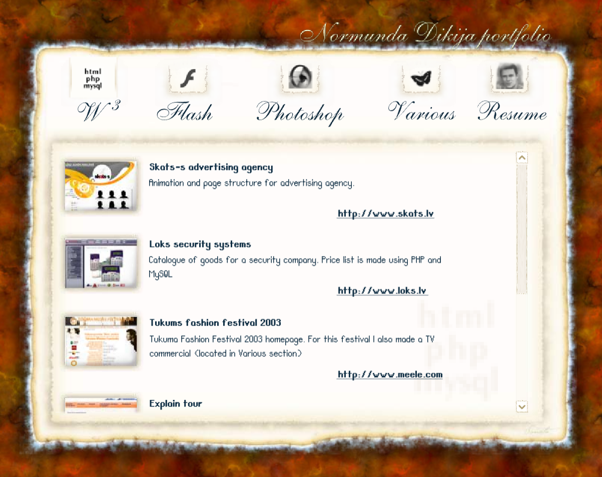 Normunda Dikija portfolio
html
php
mysql
W3
Flash
Photoshop
Various
Resume
Skats-s advertising agency
Animation and page structure for advertising agency.
http://www.skats.lv
Loks security systems
Catalogue of goods for a security company. Price list is made using PHP and
MySQL
http://www.loks.lv
html
php
mysql
Tukums fashion festival 2003
Tukuma Fashion Festival 2003 homepage. For this festival I also made a TV
commercial (located in Various section)
http://www.meele.com
Explain tour